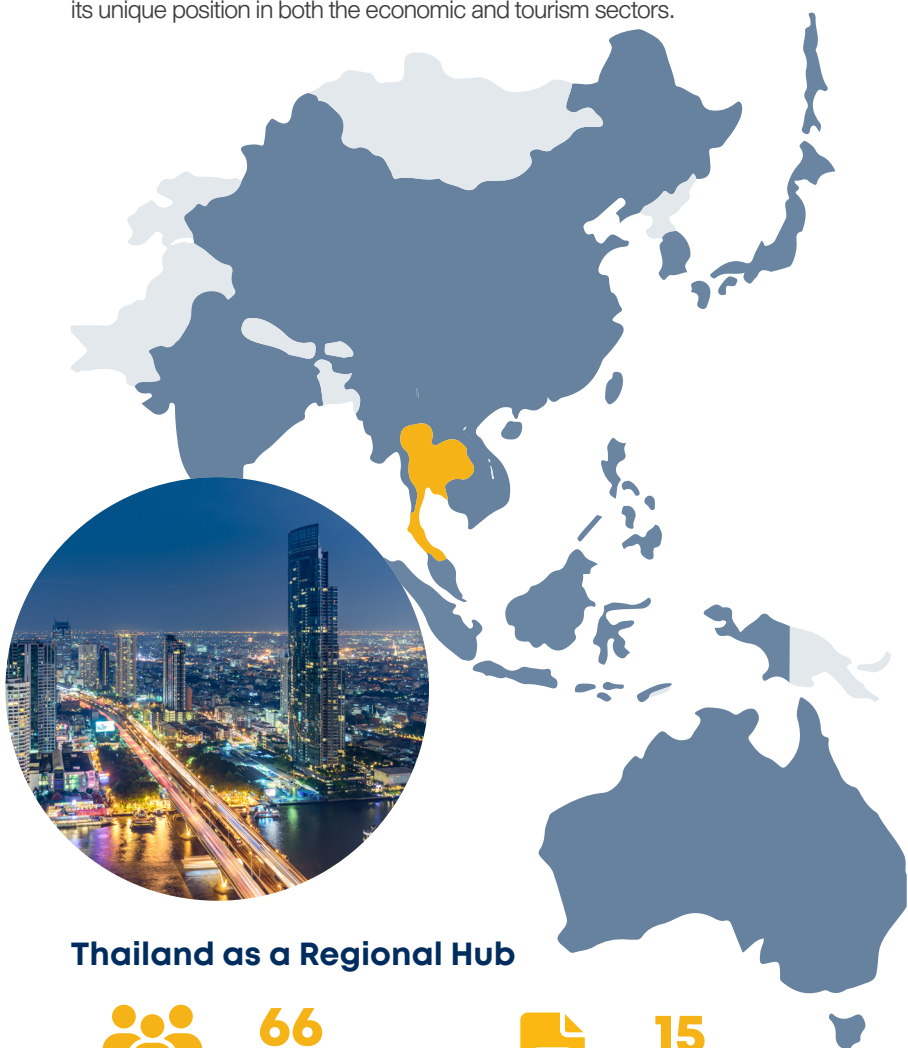 its unique position in both the economic and tourism sectors.
Thailand as a Regional Hub
66
15